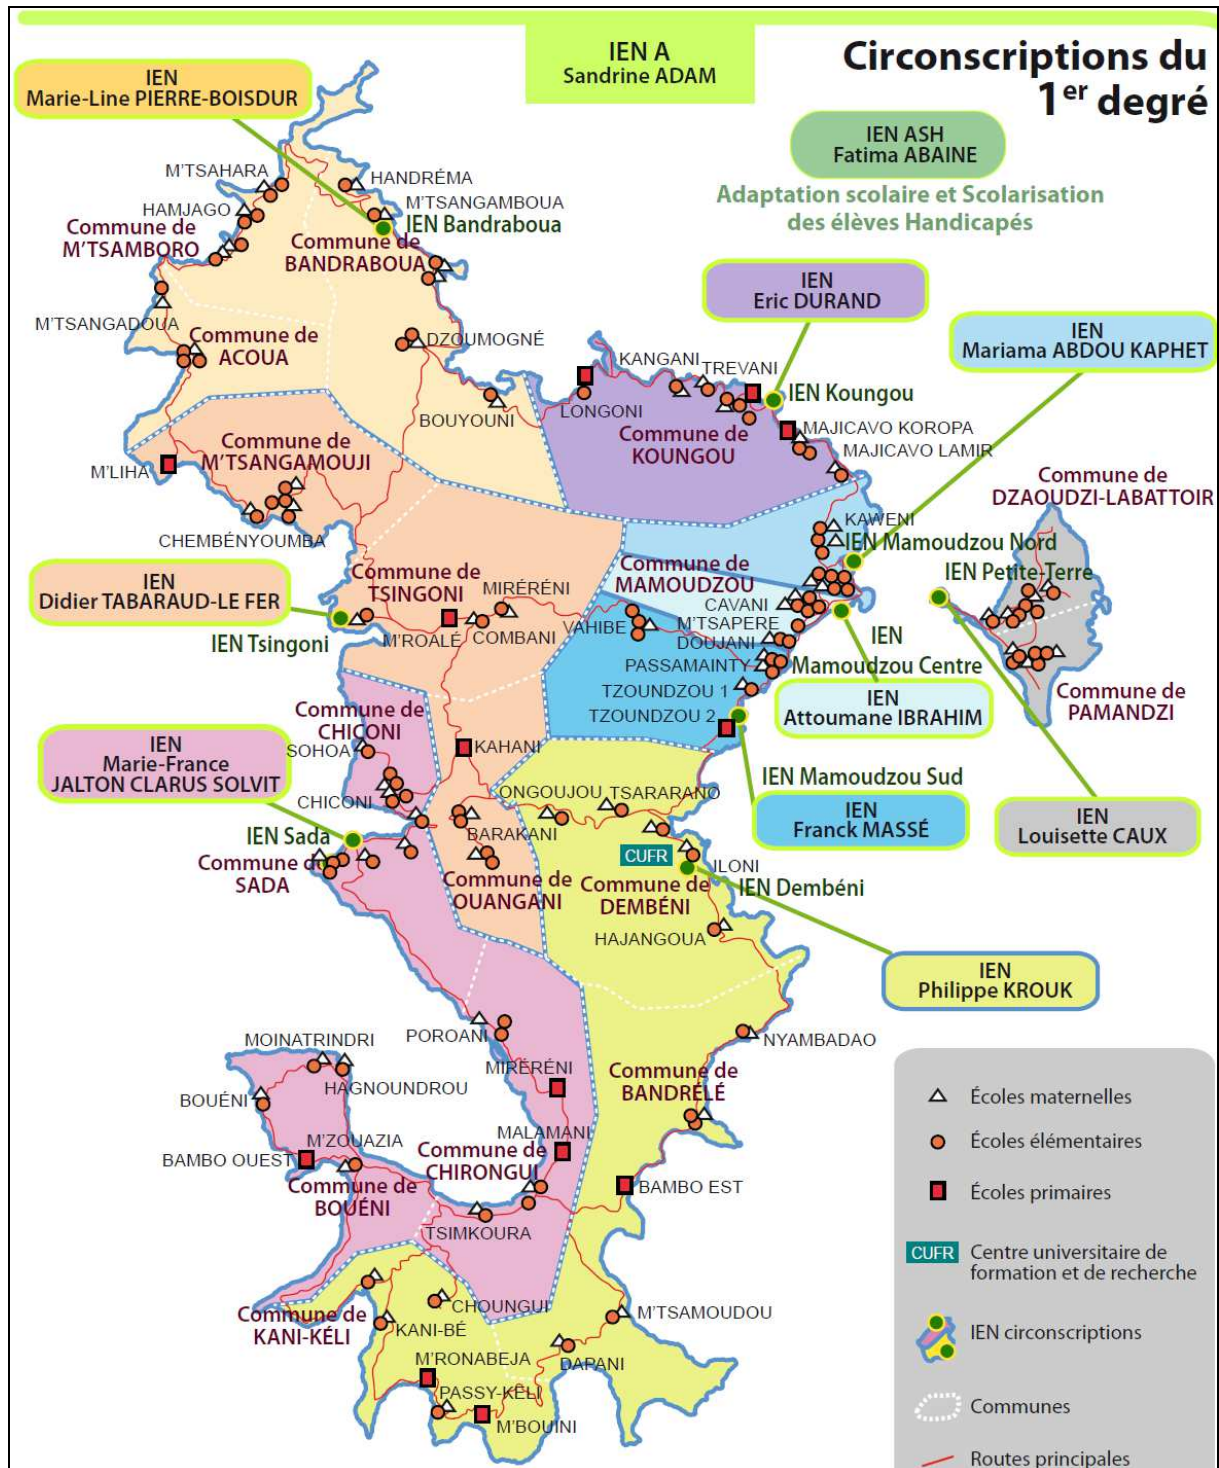 IEN A
Sandrine ADAM
Circonscriptions du
1er degré
IEN
Marie-Line PIERRE-BOISDUR
IEN ASH
Fatima ABAINE
Adaptation scolaire et Scolarisation
des élèves Handicapés
M'TSAHARA
HANDRÉMA
HAMJAGO
M'TSANGAMBOUA
IEN Bandraboua
Commune de
M'TSAMBORO
Commune de
BANDRABOUA
IEN
Eric DURAND
M'TSANGADOUA
Commune de
ACOUA
DZOUMOGNÉ
IEN
Mariama ABDOU KAPHET
KANGANI
TREVANI
IEN Koungou
BOUYOUNI
LONGONI
MAJICAVO KOROPA
Commune de
KOUNGOU
MAJICAVO LAMIR
Commune de
M'TSANGAMOUJI
M'LIHA
Commune de
DZAOUDZI-LABATTOIR
CHEMBÉNYOUMBA
KAWENI
IEN Mamoudzou Nord
IEN Petite-Terre
Commune de
MAMOUDZOU
IEN
Didier TABARAUD-LE FER
Commune de
TSINGONI
MIRÉRÉNI
CAVANI
M'TSAPERE
IEN Tsingoni
M'ROALÉ
COMBANI
VAHIBE
DOUJANI
IEN
Mamoudzou Centre
PASSAMAINTY
TZOUNDZOU 1
IEN
Attoumane IBRAHIM
Commune de
PAMANDZI
TZOUNDZOU 2
Commune de
CHICONI
IEN
Marie-France
JALTON CLARUS SOLVIT
SOHOA
KAHANI
CHICONI
ONGOUJOU
TSARARANO
IEN Mamoudzou Sud
IEN
Franck MASSÉ
IEN
Louisette CAUX
IEN Sada
BARAKANI
CUFR
ILONI
Commune de
SADA
Commune de
OUANGANI
Commune de
DEMBÉNI
IEN Dembéni
HAJANGOUA
IEN
Philippe KROUK
POROANI
NYAMBADAO
MOINATRINDRI
HAGNOUNDROU
MIRÉRÉNI
Commune de
BANDRÉLÉ
BOUÉNI
M'ZOUAZIA
MALAMANI
BAMBO OUEST
Commune de
CHIRONGUI
Commune de
BOUÉNI
BAMBO EST
TSIMKOURA
Commune de
KANI-KÉLI
CHOUNGUI
M'TSAMOUDOU
KANI-BÉ
M'RONABEJA
DAPANI
PASSY-KÉLI
M'BOUINI
Écoles maternelles
Écoles élémentaires
Écoles primaires
CUFR
Centre universitaire de
formation et de recherche
IEN circonscriptions
Communes
Routes principales